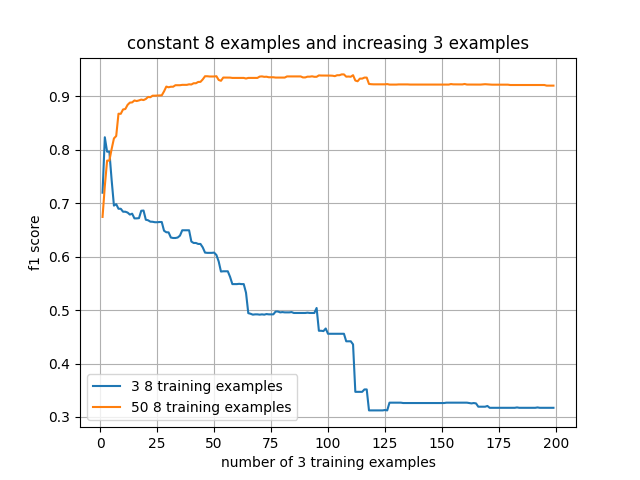 constant 8 examples and increasing 3 examples
f1 score
0.9
0.8
0.7
0.6
0.5
0.4
0.3
3 8 training examples
50 8 training examples
0 25 50 75 100 125 150 175 200
number of 3 training examples